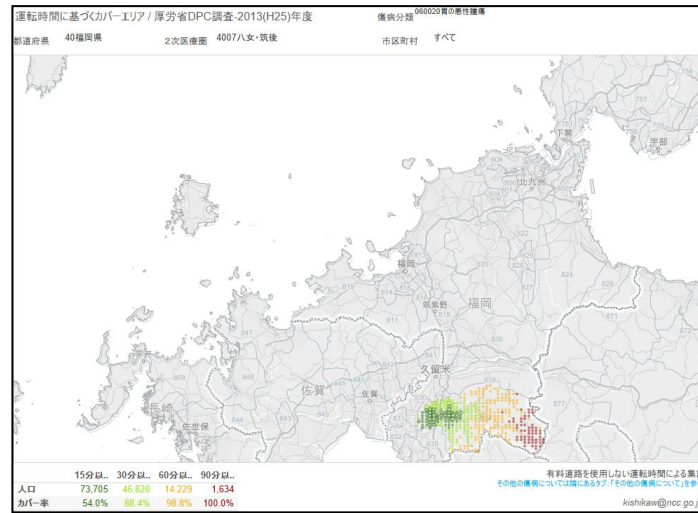 運転時間に基づくカバーエリア / 厚労省DPC調査-2013(H25)年度
傷病分類 060020胃の悪性腫瘍
都道府県 40福岡県 2次医療圏 4007八女・筑後 市区町村 すべて
下関
宇部
北九州
福岡
筑紫野
福岡
久留米
佐賀
佐賀
長崎
佐世保
15分以.. 30分以.. 60分以.. 90分以..
人口 73,705 46,820 14,229 1,634
カバー率 54.0% 88.4% 98.8% 100.0%
有料道路を使用しない運転時間による集
その他の傷病については隣にあるタブ:「その他の傷病について」を参
kishikaw@ncc.go.j